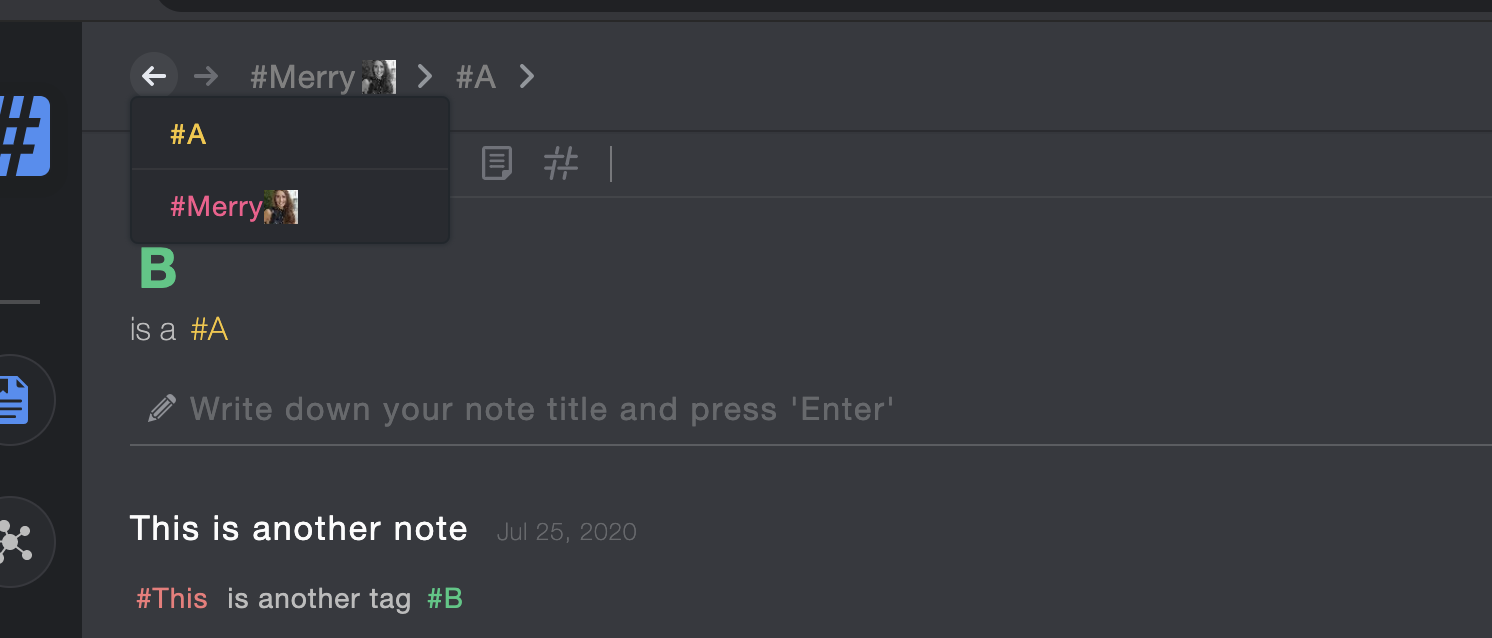 #Merry > #A >
#A
#Merry
B
is a #A
Write down your note title and press 'Enter'
This is another note Jul 25, 2020
#This is another tag #B